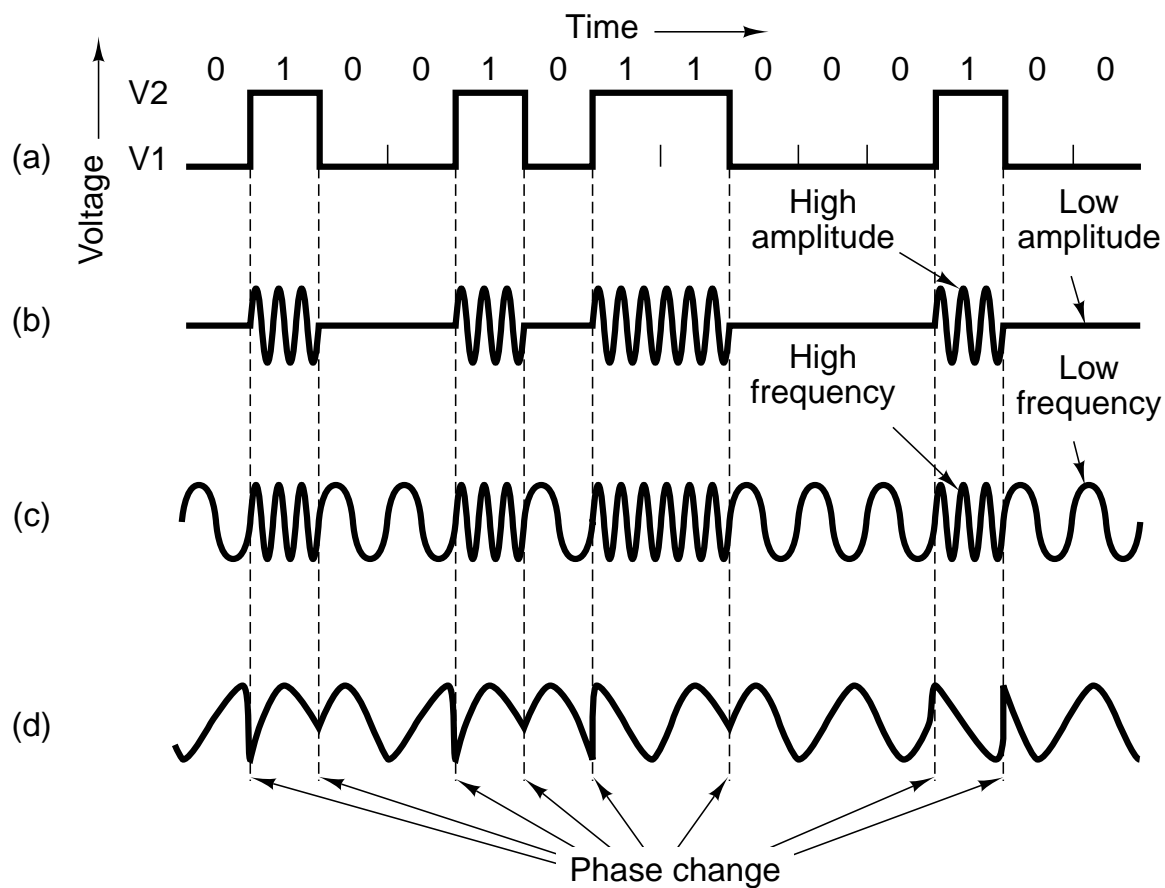 Time
0 1 0 0 1 0 1 1 0 0 0 1 0 0
V2
V1
Voltage
(a)
High
amplitude
Low
amplitude
(b)
High
frequency
Low
frequency
(c)
(d)
Phase change